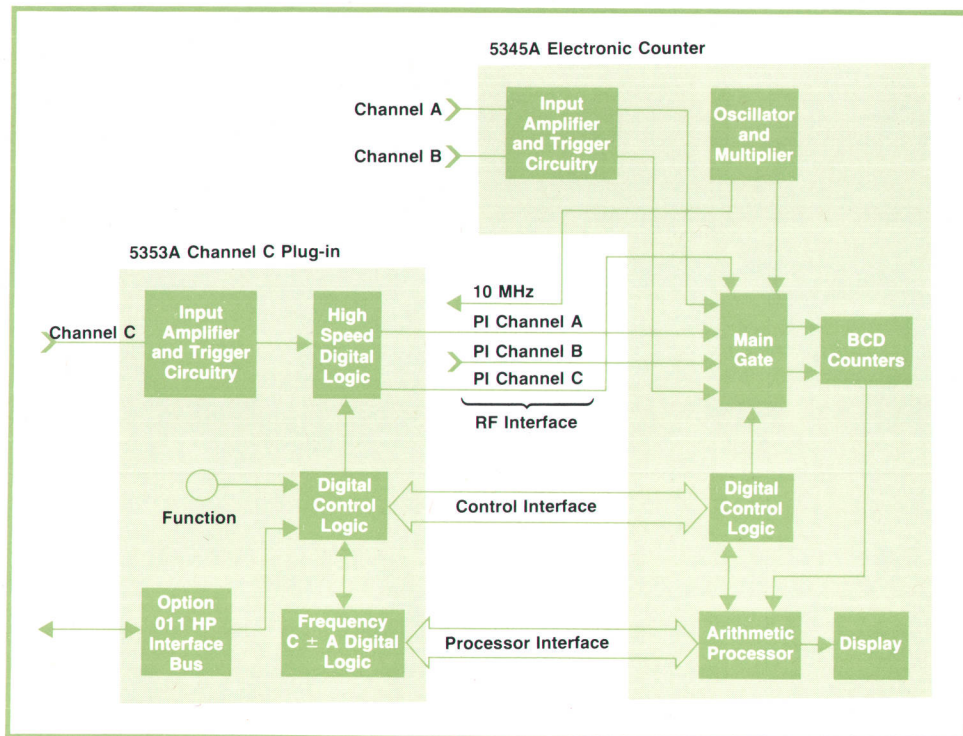 5345A Electronic Counter
Channel A
Channel B
Input
Amplifier
and Trigger
Circuitry
Oscillator
and
Multiplier
5353A Channel C Plug-in
Channel C
Input
Amplifier
and Trigger
Circuitry
High
Speed
Digital
Logic
10 MHz
PI Channel A
PI Channel B
PI Channel C
RF Interface
Main
Gate
BCD
Counters
Function
Digital
Control
Logic
Control Interface
Digital
Control
Logic
Option
011 HP
Interface
Bus
Frequency
C ± A Digital
Logic
Processor Interface
Arithmetic
Processor
Display